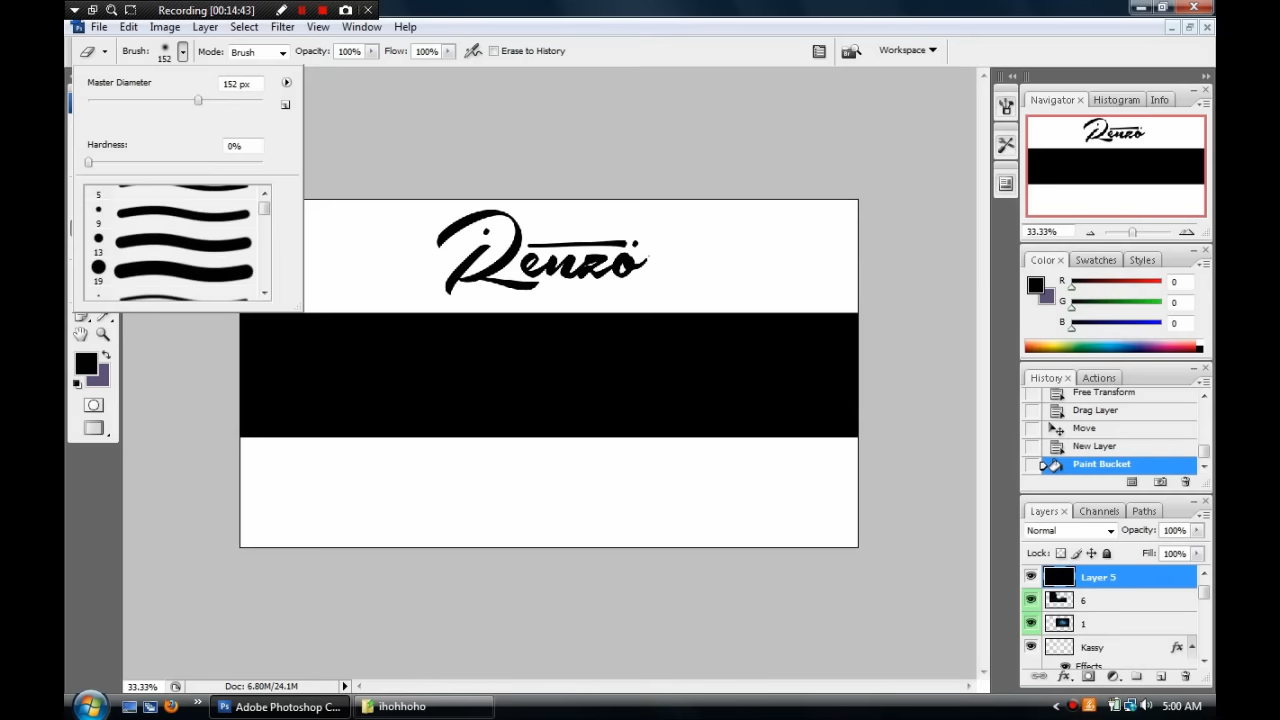 Recording [00:14:43]
File Edit Image Layer Select Filter View Window Help
Brush: 152 Mode: Brush Opacity: 100% Flow: 100% Erase to History Workspace
Master Diameter 152 px
Hardness: 0%
5
9
13
19
Renzo
Navigator Histogram Info
Renzo
33.33%
Color Swatches Styles
R 0
G 0
B 0
History Actions
Free Transform
Drag Layer
Move
New Layer
Paint Bucket
Layers Channels Paths
Normal Opacity: 100%
Lock: Fill: 100%
Layer 5
6
1
Kassy fx
Effects
33.33% Doc: 6.80M/24.1M
Adobe Photoshop C... ihohhoho 5:00 AM